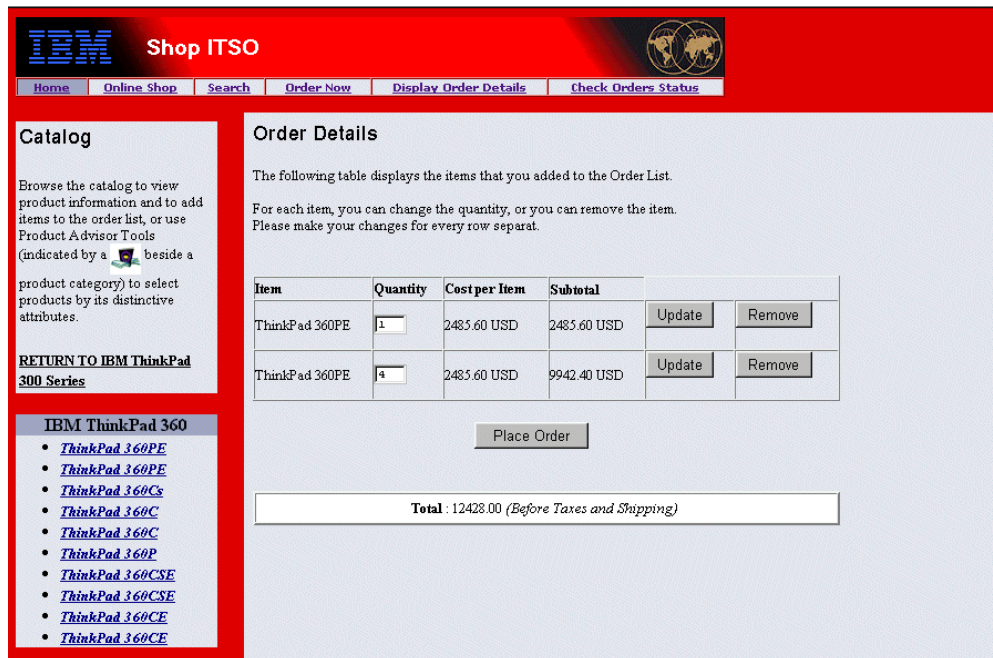 IBM Shop ITSO
Home Online Shop Search Order Now Display Order Details Check Orders Status
Catalog
Browse the catalog to view
product information and to add
items to the order list, or use
Product Advisor Tools
(indicated by a beside a
product category) to select
products by its distinctive
attributes.
RETURN TO IBM ThinkPad
300 Series
IBM ThinkPad 360
ThinkPad 360PE
ThinkPad 360PE
ThinkPad 360Cs
ThinkPad 360C
ThinkPad 360C
ThinkPad 360P
ThinkPad 360CSE
ThinkPad 360CSE
ThinkPad 360CE
ThinkPad 360CE
Order Details
The following table displays the items that you added to the Order List.
For each item, you can change the quantity, or you can remove the item.
Please make your changes for every row separat.
Item Quantity Cost per Item Subtotal
ThinkPad 360PE 1 2485.60 USD 2485.60 USD Update Remove
ThinkPad 360PE 4 2485.60 USD 9942.40 USD Update Remove
Place Order
Total : 12428.00 (Before Taxes and Shipping)